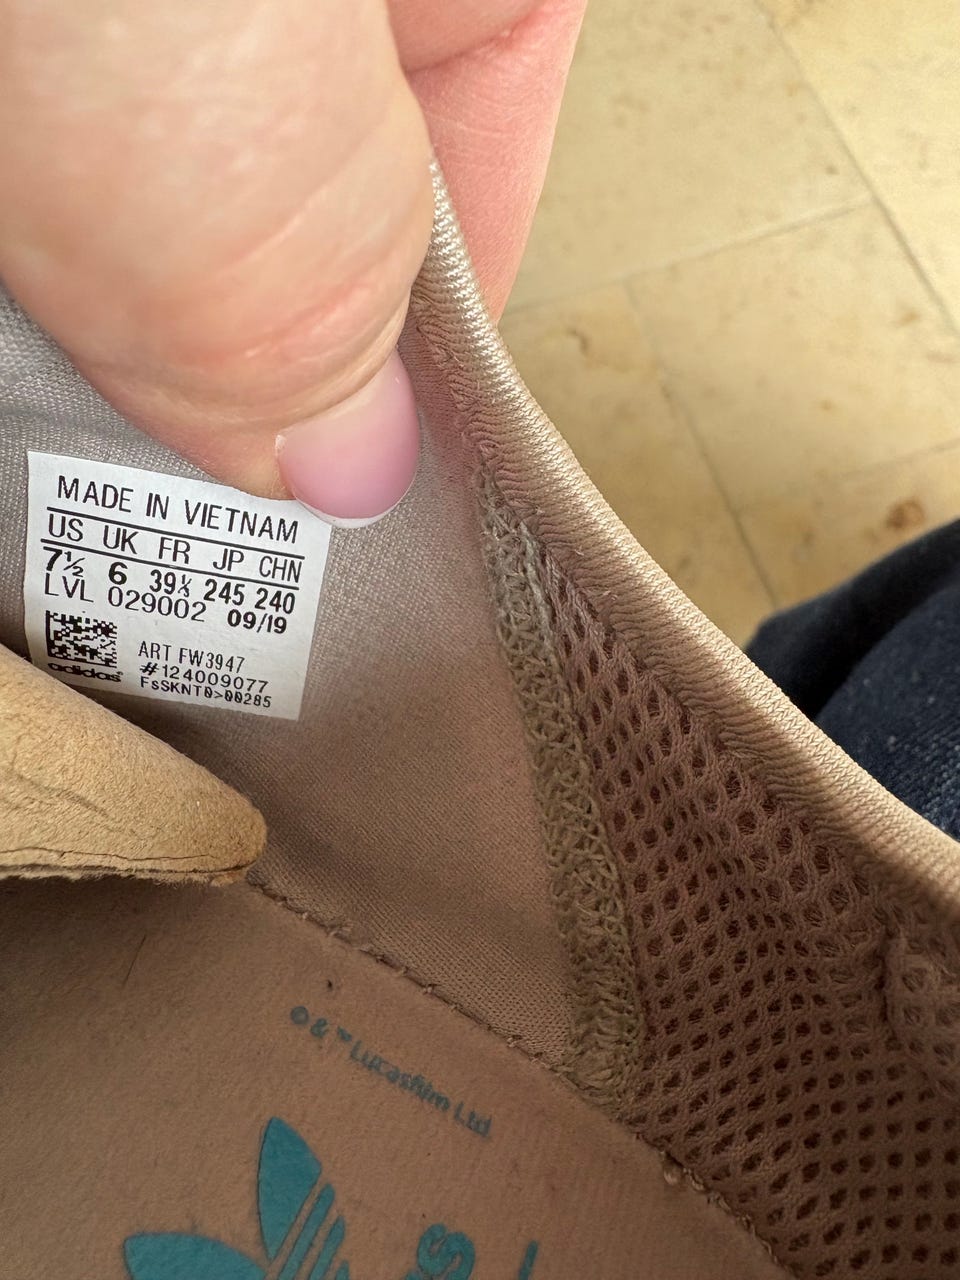 MADE IN VIETNAM
US UK FR JP CHN
7½ 6 39⅓ 245 240
LVL 029002 09/19
ART FW3947
#124009077
FsSKNT0>00285
adidas®
© & ™ Lucasfilm Ltd.